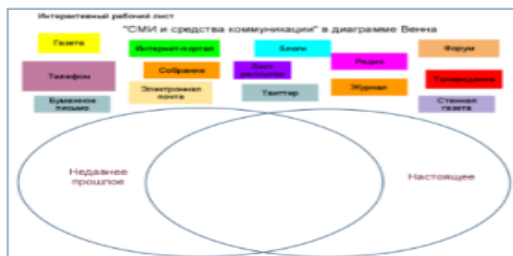 Интерактивный рабочий лист
"СМИ и средства коммуникации" в диаграмме Венна
Газета
Интернет-портал
Блоги
Форум
Телефон
Собрание
Лист рассылки
Радио
Телевидение
Бумажное
письмо
Электронная
почта
Твиттер
Журнал
Стенная
газета
Недавнее
прошлое
Настоящее